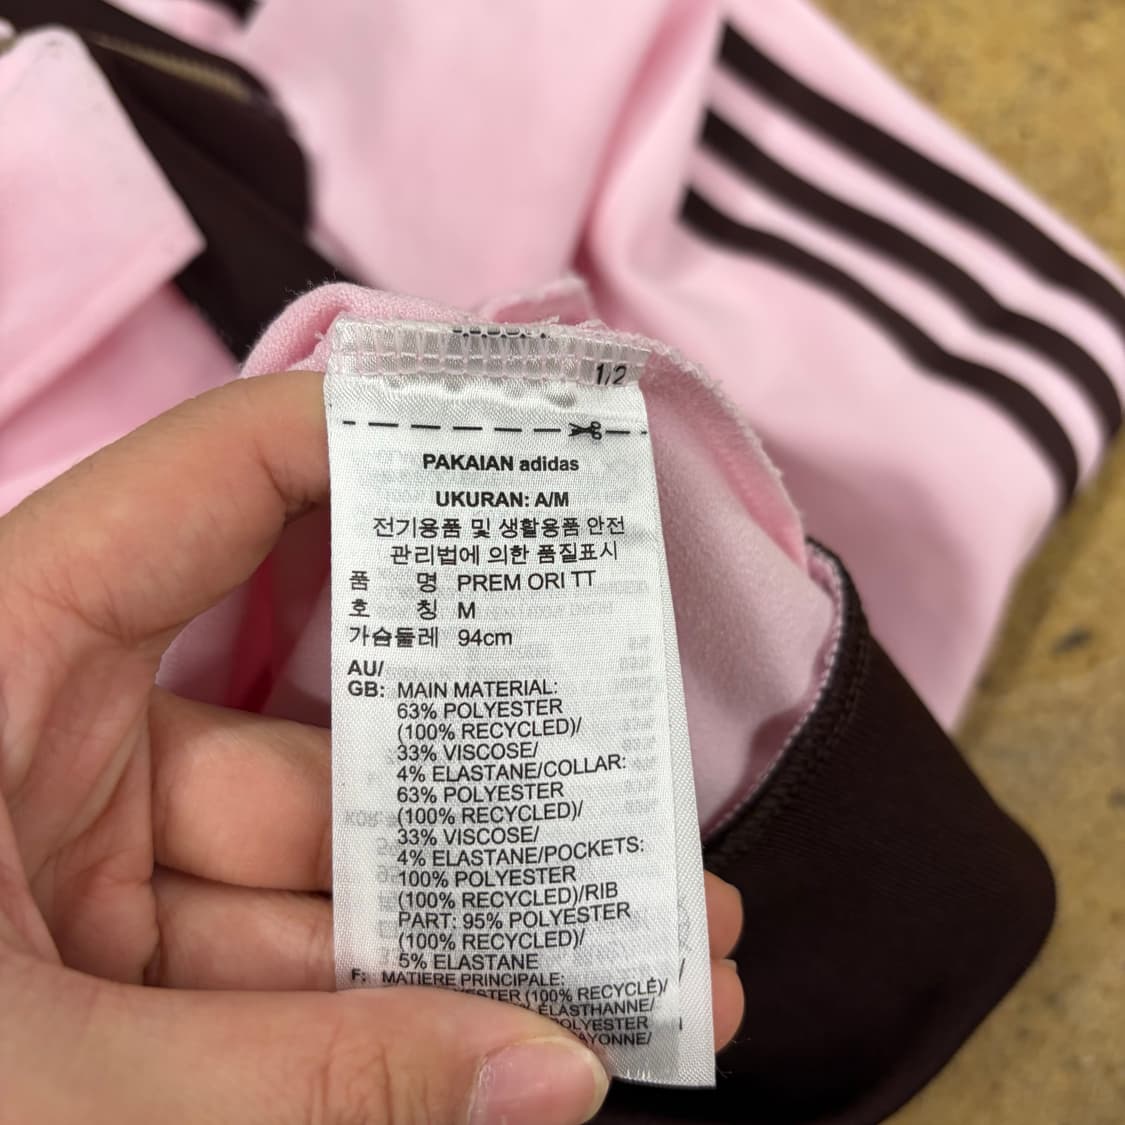 1/2
PAKAIAN adidas
UKURAN: A/M
전기용품 및 생활용품 안전
관리법에 의한 품질표시
품 명 PREM ORI TT
호 칭 M
가슴둘레 94cm
AU/
GB: MAIN MATERIAL:
63% POLYESTER
(100% RECYCLED)/
33% VISCOSE/
4% ELASTANE/COLLAR:
63% POLYESTER
(100% RECYCLED)/
33% VISCOSE/
4% ELASTANE/POCKETS:
100% POLYESTER
(100% RECYCLED)/RIB
PART: 95% POLYESTER
(100% RECYCLED)/
5% ELASTANE
F: MATIERE PRINCIPALE:
(100% RECYCLÉ)/
ÉLASTHANNE/